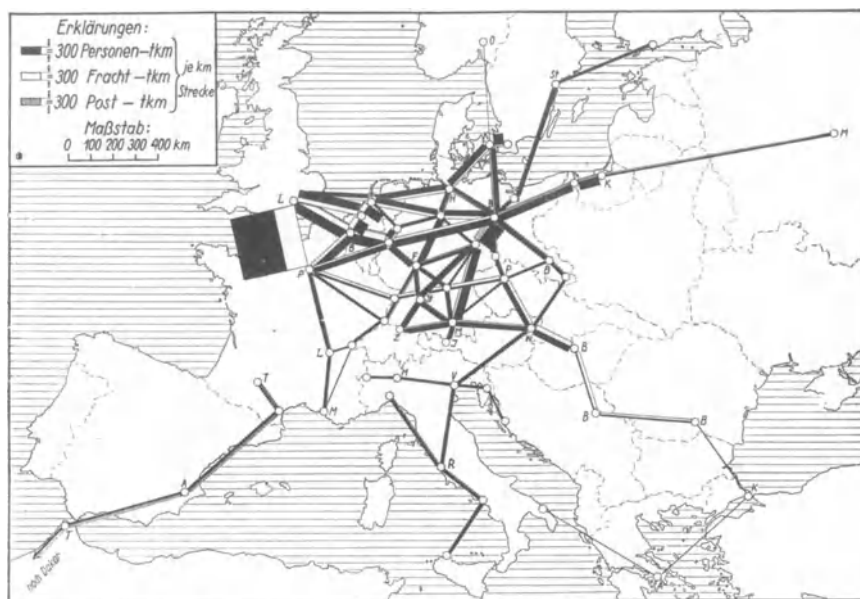 Erklärungen:
300 Personen-tkm
300 Fracht-tkm
300 Post-tkm
je km
Strecke
Maßstab:
0 100 200 300 400 km
O
St
M
H
K
L
B
P
F
P
B
Z
J
L
B
T
M
M
V
B
B
A
R
K
T
nach Dakar